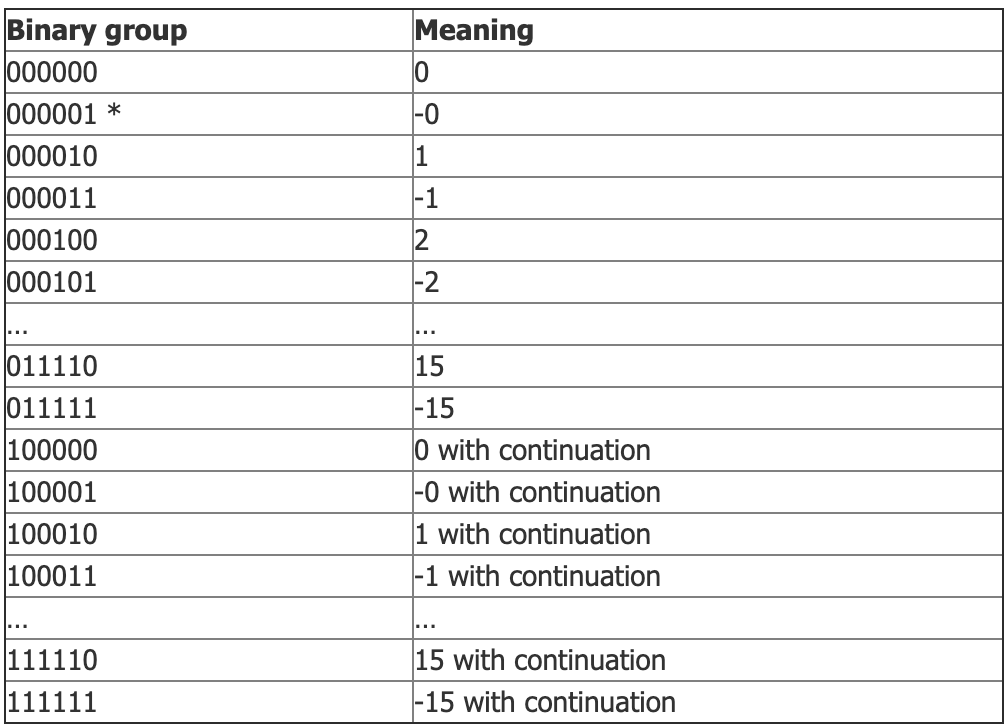 Binary group Meaning
000000 0
000001 * -0
000010 1
000011 -1
000100 2
000101 -2
... ...
011110 15
011111 -15
100000 0 with continuation
100001 -0 with continuation
100010 1 with continuation
100011 -1 with continuation
... ...
111110 15 with continuation
111111 -15 with continuation